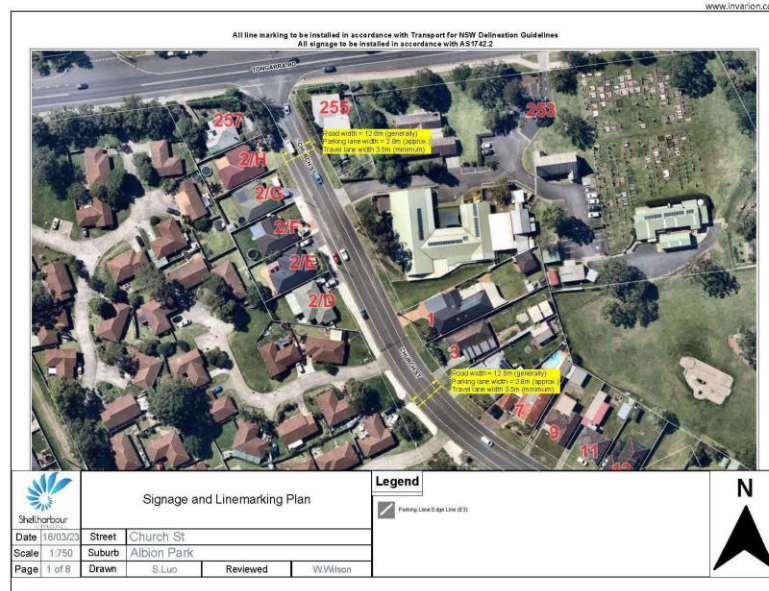 www.invarion.co
All line marking to be installed in accordance with Transport for NSW Delineation Guidelines
All signage to be installed in accordance with AS1742.2
TONGARRA RD
257
255
253
Road width = 12.8m (generally)
Parking lane width = 2.8m (approx.)
Travel lane width 3.5m (minimum)
2/H
CHURCH ST
2/G
2/F
2/E
2/D
1
3
CHURCH ST
Road width = 12.8m (generally)
Parking lane width = 2.8m (approx.)
Travel lane width 3.5m (minimum)
7
9
11
Shellharbour
Signage and Linemarking Plan
Legend
Parking Lane Edge Line (E3)
N
Date 16/03/23 Street Church St
Scale 1:750 Suburb Albion Park
Page 1 of 8 Drawn S.Luo Reviewed W.Wilson